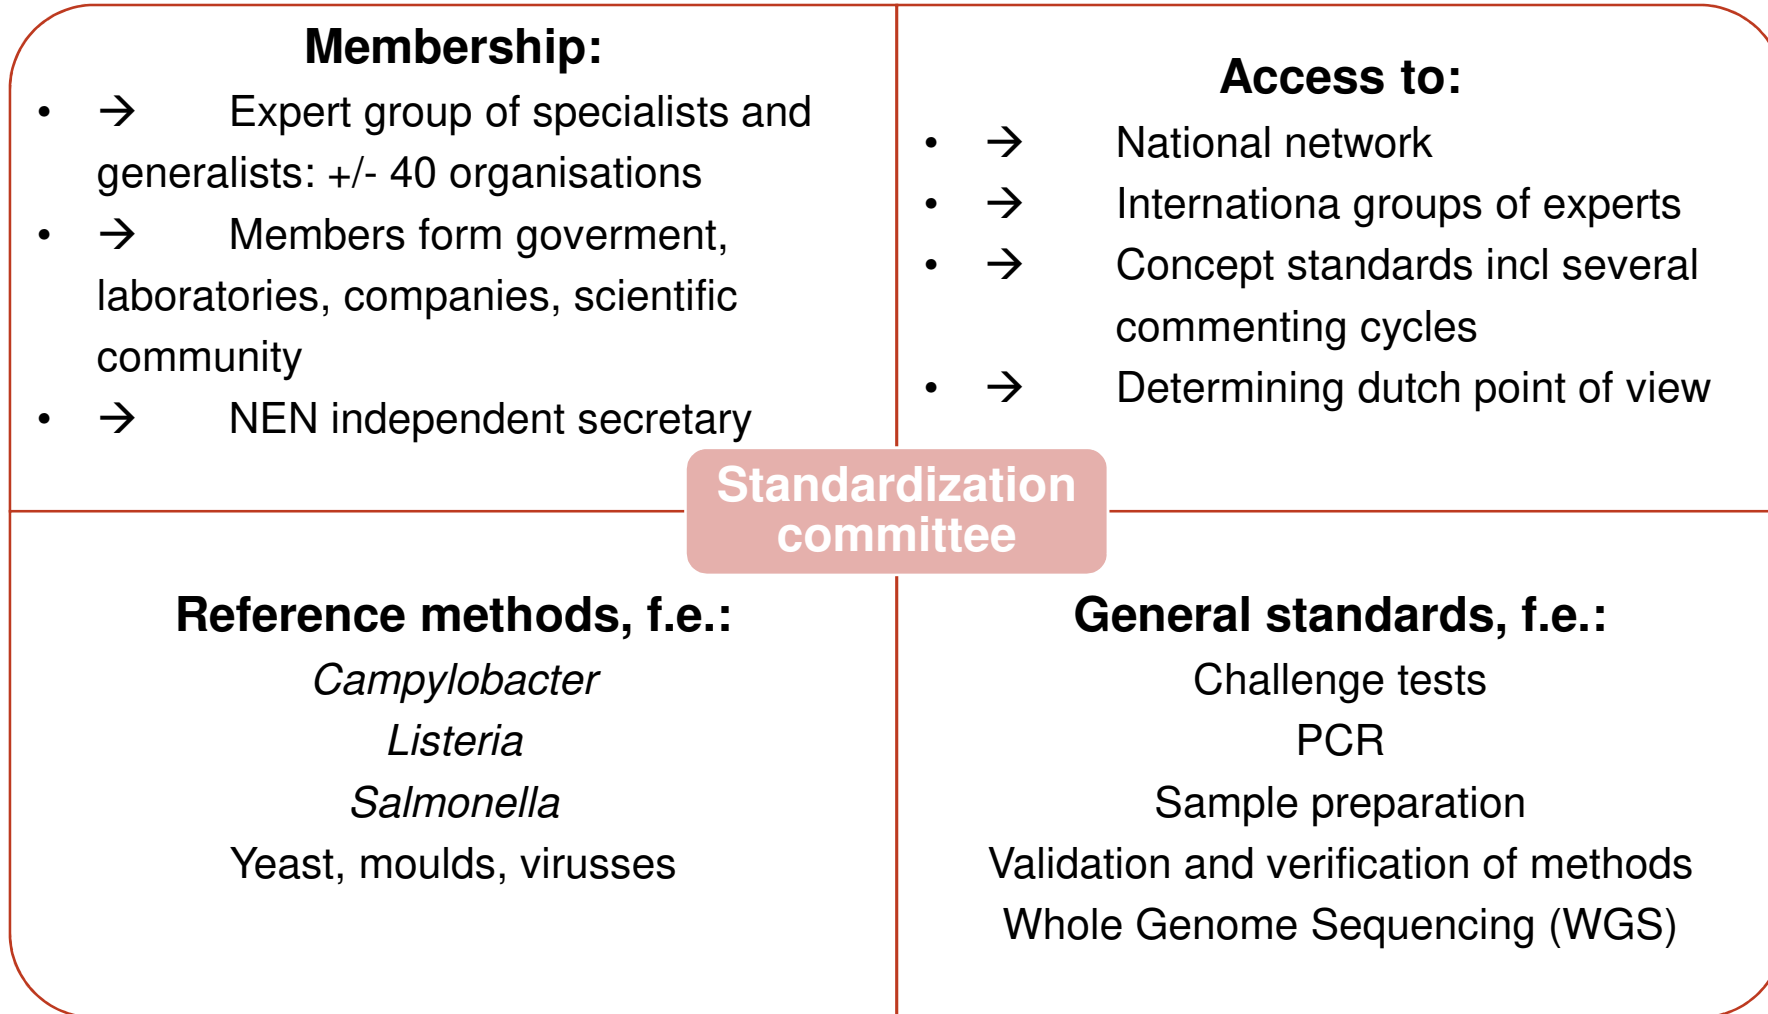 Membership:
• → Expert group of specialists and
generalists: +/- 40 organisations
• → Members form goverment,
laboratories, companies, scientific
community
• → NEN independent secretary
Access to:
• → National network
• → Internationa groups of experts
• → Concept standards incl several
commenting cycles
• → Determining dutch point of view
Standardization
committee
Reference methods, f.e.:
Campylobacter
Listeria
Salmonella
Yeast, moulds, virusses
General standards, f.e.:
Challenge tests
PCR
Sample preparation
Validation and verification of methods
Whole Genome Sequencing (WGS)